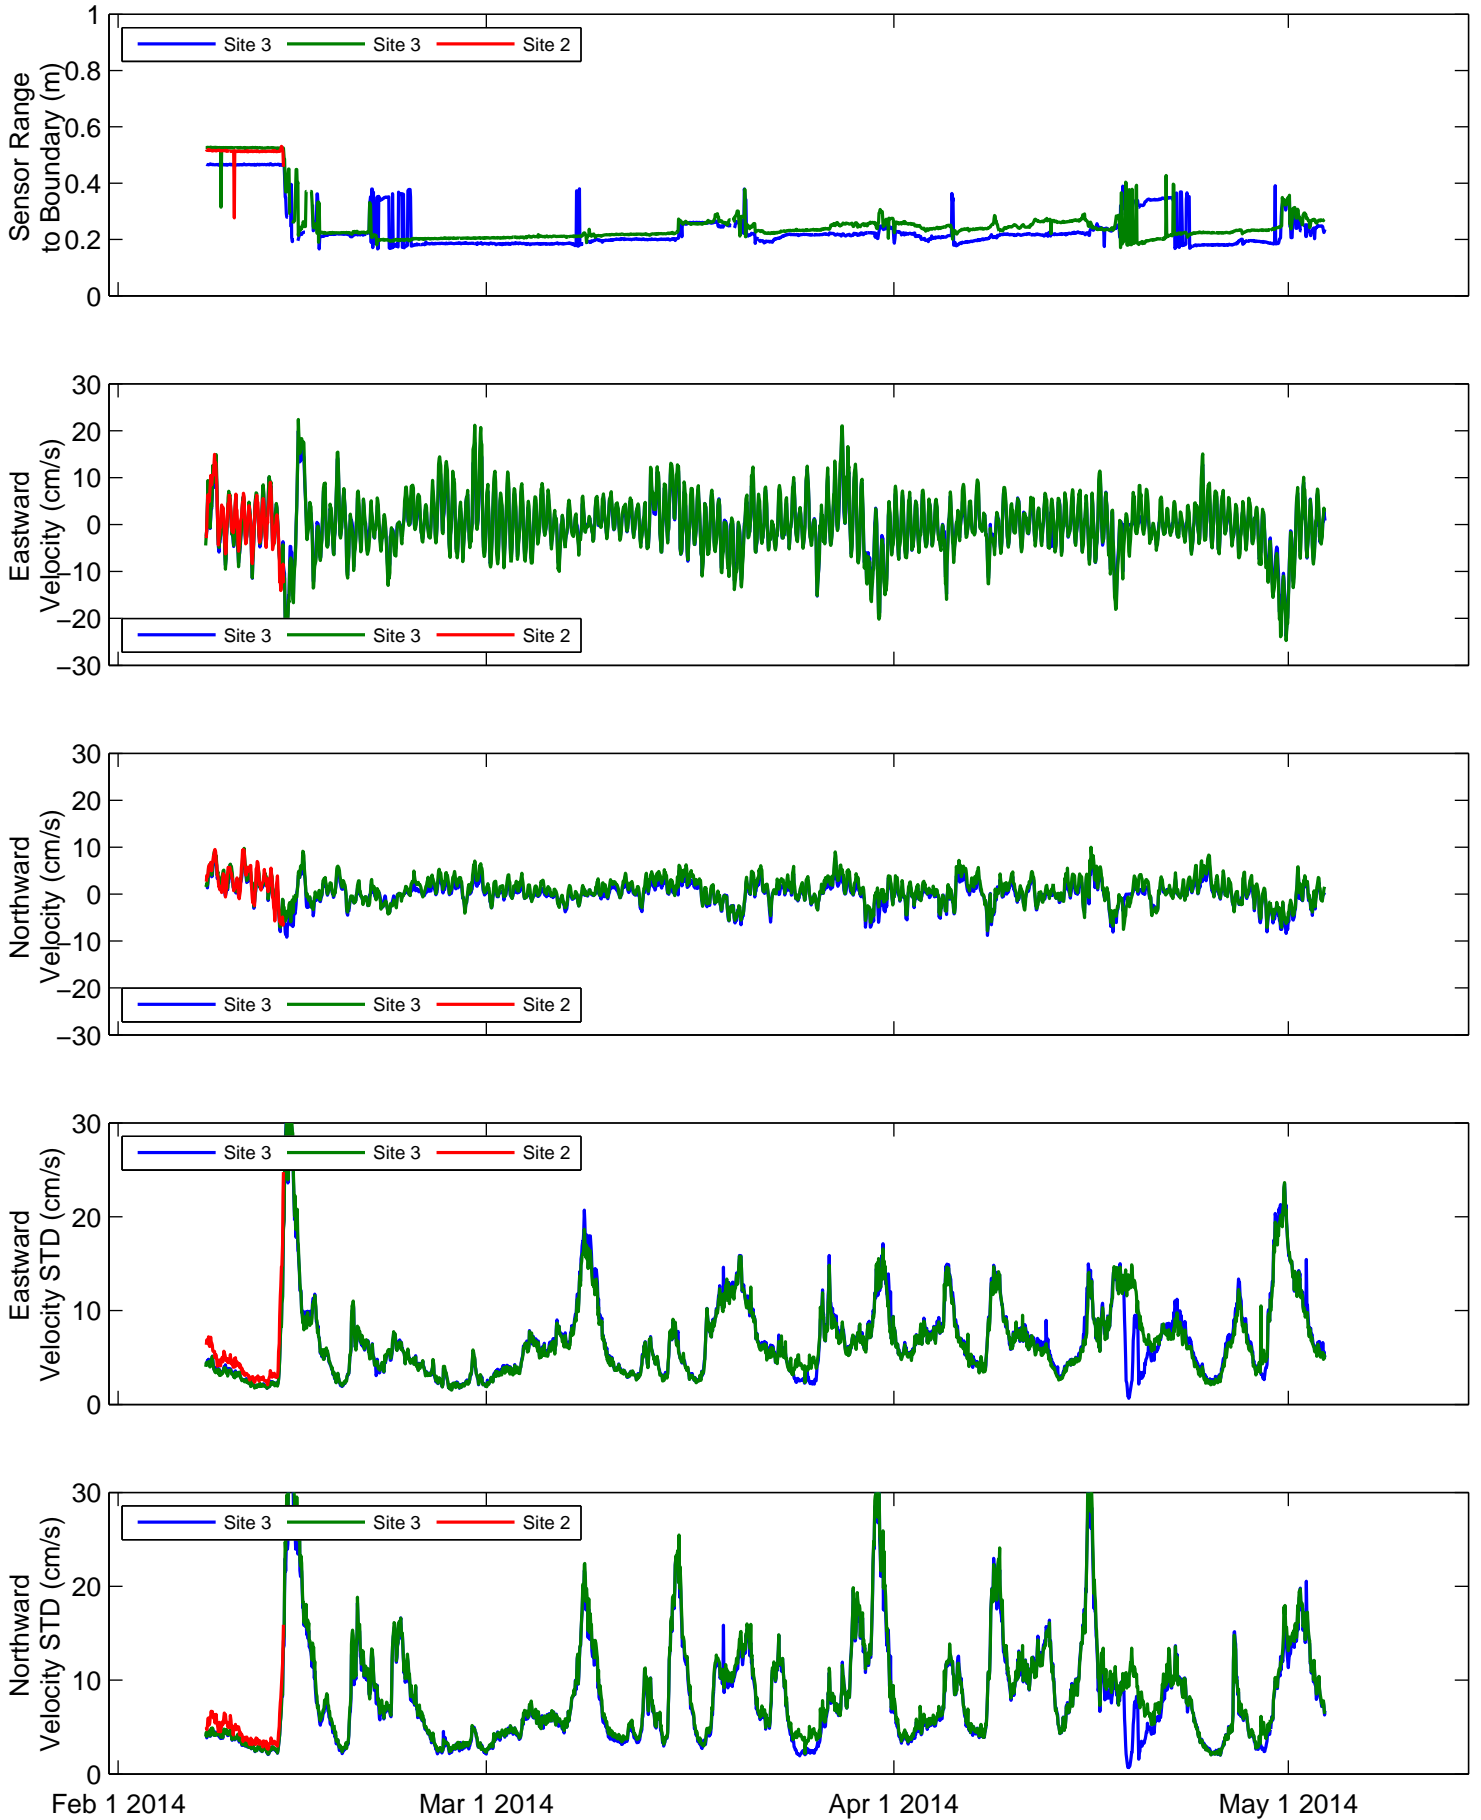 Sensor Range
to Boundary (m)
1
0.8
0.6
0.4
0.2
0
Site 3 Site 3 Site 2
Eastward
Velocity (cm/s)
30
20
10
0
−10
−20
−30
Site 3 Site 3 Site 2
Northward
Velocity (cm/s)
30
20
10
0
−10
−20
−30
Site 3 Site 3 Site 2
Eastward
Velocity STD (cm/s)
30
20
10
0
Site 3 Site 3 Site 2
Northward
Velocity STD (cm/s)
30
20
10
0
Site 3 Site 3 Site 2
Feb 1 2014 Mar 1 2014 Apr 1 2014 May 1 2014